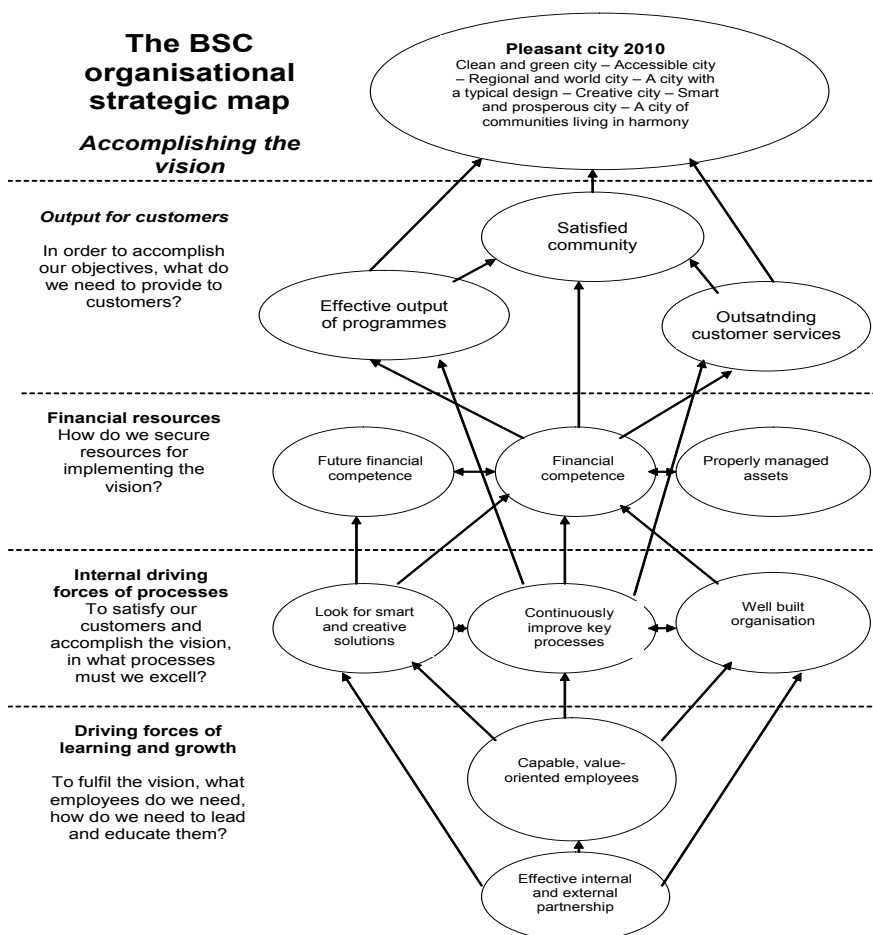 The BSC
organisational
strategic map
Accomplishing the
vision
Pleasant city 2010
Clean and green city – Accessible city
– Regional and world city – A city with
a typical design – Creative city – Smart
and prosperous city – A city of
communities living in harmony
Output for customers
In order to accomplish
our objectives, what do
we need to provide to
customers?
Satisfied
community
Effective output
of programmes
Outsatnding
customer services
Financial resources
How do we secure
resources for
implementing the
vision?
Future financial
competence
Financial
competence
Properly managed
assets
Internal driving
forces of processes
To satisfy our
customers and
accomplish the vision,
in what processes
must we excell?
Look for smart
and creative
solutions
Continuously
improve key
processes
Well built
organisation
Driving forces of
learning and growth
To fulfil the vision, what
employees do we need,
how do we need to lead
and educate them?
Capable, value-
oriented employees
Effective internal
and external
partnership